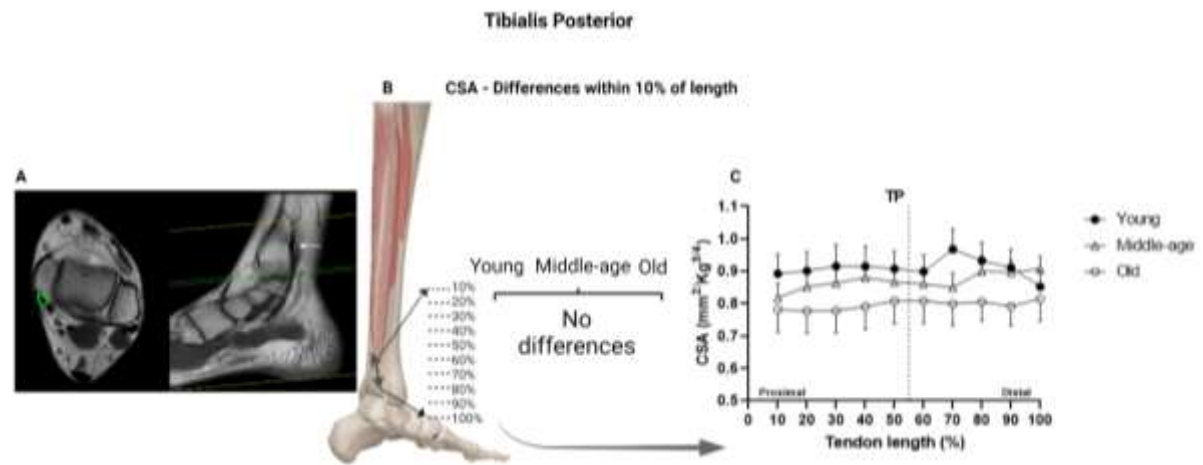 Tibialis Posterior
B CSA - Differences within 10% of length
A
Young Middle-age Old
10%
20%
30%
40%
50%
60%
70%
80%
90%
100%
No
differences
C
TP
1.1
1.0
0.9
0.8
0.7
0.6
0.5
CSA (mm²·Kg³/⁴)
Proximal
Distal
0 10 20 30 40 50 60 70 80 90 100
Tendon length (%)
Young
Middle-age
Old